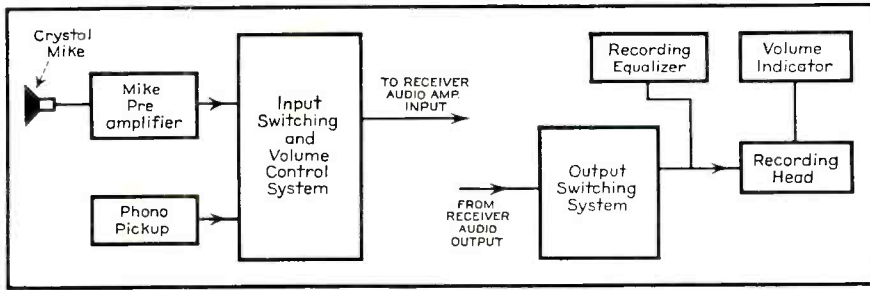 Crystal
Mike
Mike
Pre
amplifier
Phono
Pickup
Input
Switching
and
Volume
Control
System
TO RECEIVER
AUDIO AMP.
INPUT
FROM
RECEIVER
AUDIO
OUTPUT
Output
Switching
System
Recording
Equalizer
Volume
Indicator
Recording
Head